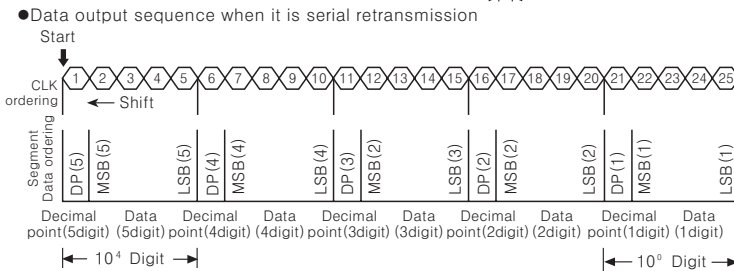 ●Data output sequence when it is serial retransmission
Start
CLK ordering
1 2 3 4 5 6 7 8 9 10 11 12 13 14 15 16 17 18 19 20 21 22 23 24 25
Shift
Segment Data ordering
DP(5) MSB(5) LSB(5) DP(4) MSB(4) LSB(4) DP(3) MSB(2) LSB(3) DP(2) MSB(2) LSB(2) DP(1) MSB(1) LSB(1)
Decimal Data Decimal Data Decimal Data Decimal Data Decimal Data
point(5digit) (5digit) point(4digit) (4digit) point(3digit) (3digit) point(2digit) (2digit) point(1digit) (1digit)
10⁴ Digit 10⁰ Digit